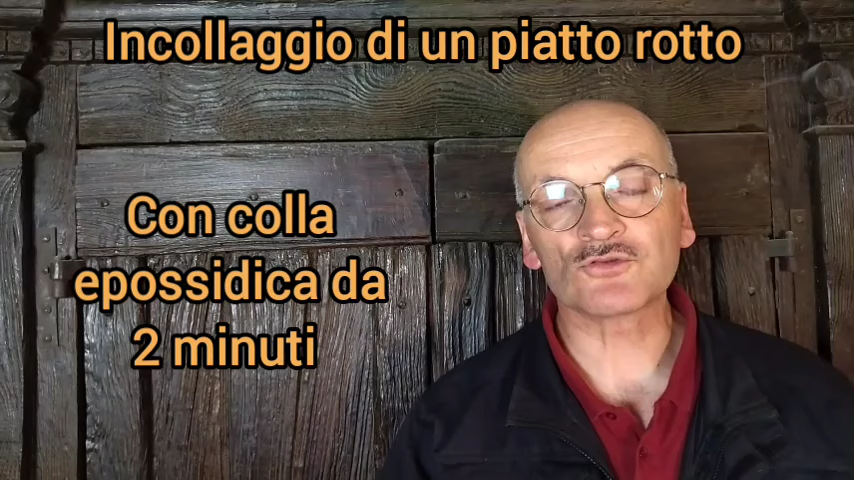 Incollaggio di un piatto rotto
Con colla
epossidica da
2 minuti